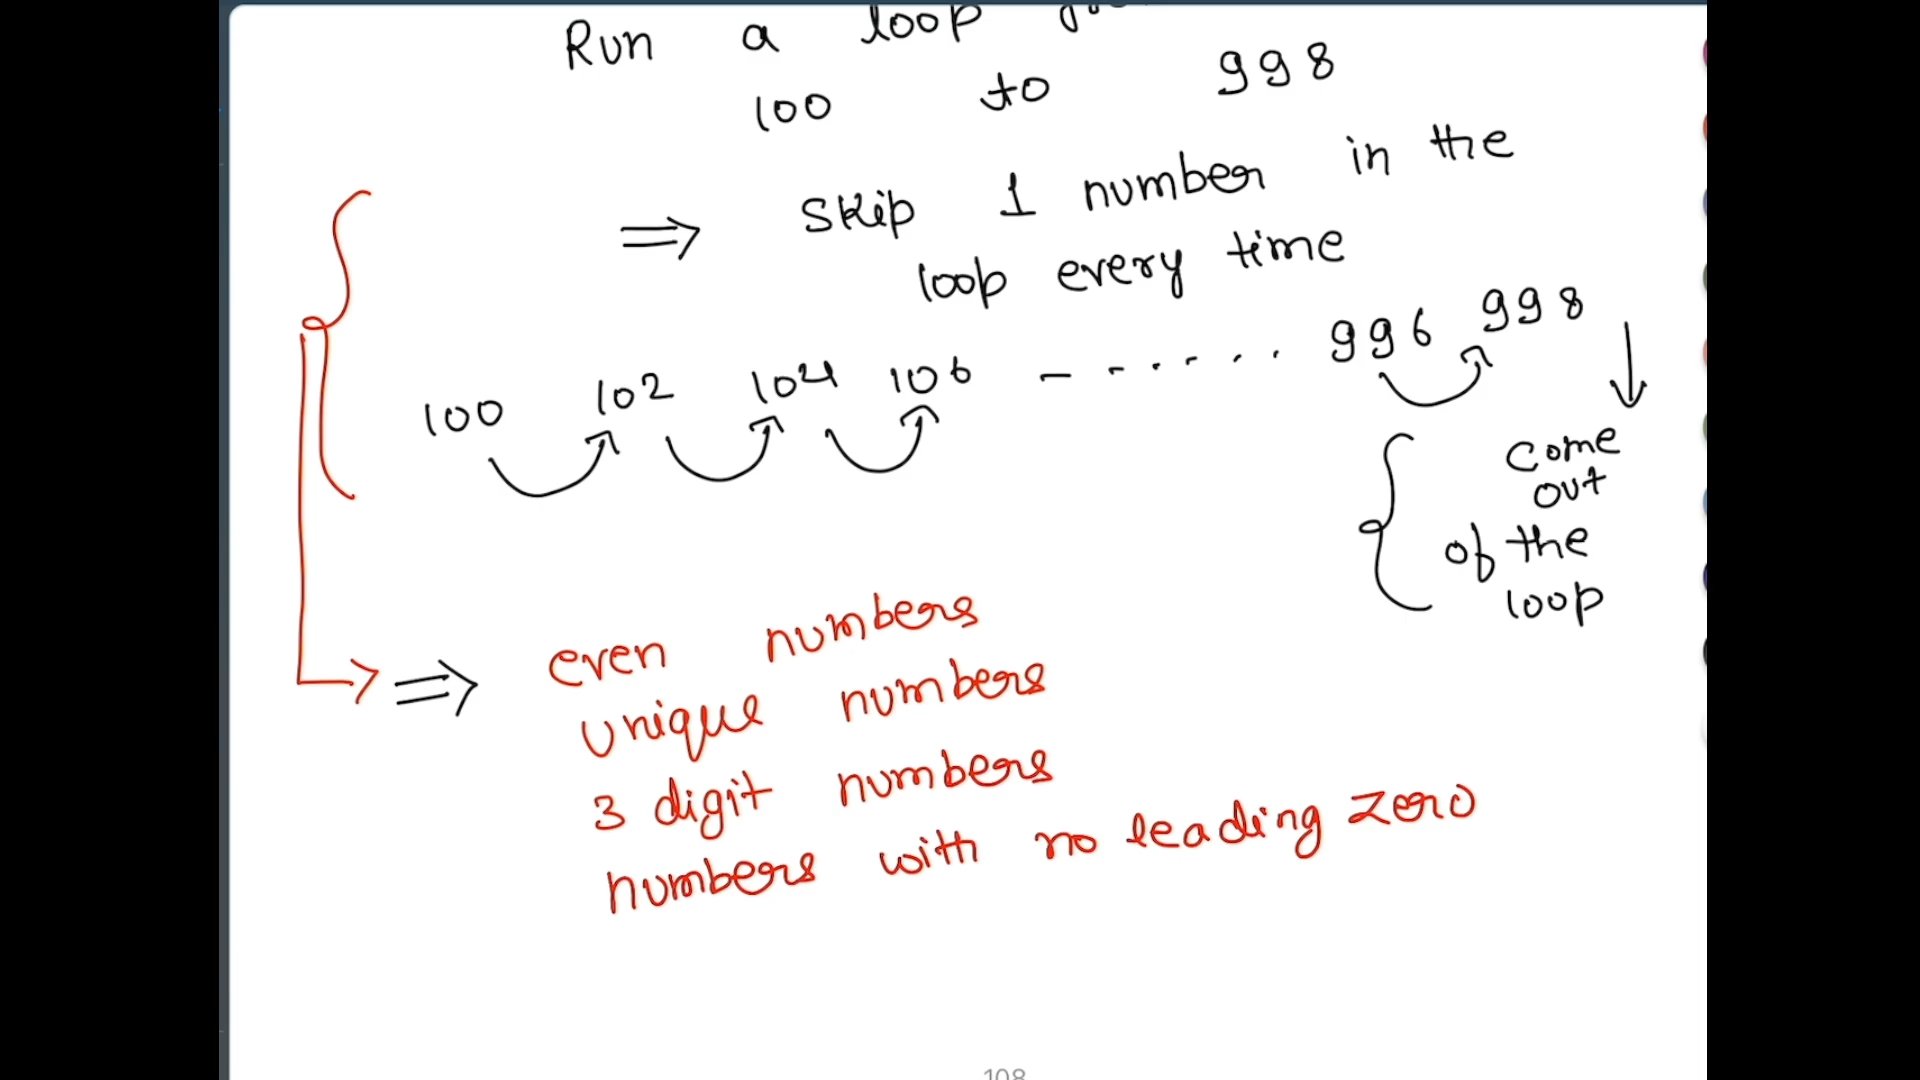 Run a loop
100 to 998
⇒ Skip 1 number in the
loop every time
100 102 104 106 - - . . - . . . 996 998
come
out
of the
loop
⇒ even numbers
unique numbers
3 digit numbers
numbers with no leading zero
108